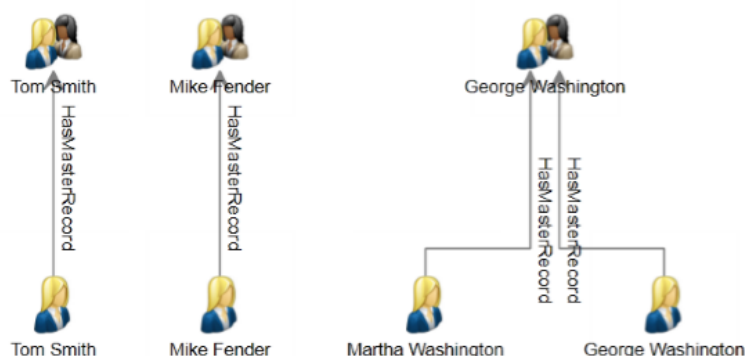 Tom Smith
Mike Fender
George Washington
HasMasterRecord
HasMasterRecord
HasMasterRecord
HasMasterRecord
Tom Smith
Mike Fender
Martha Washington
George Washington